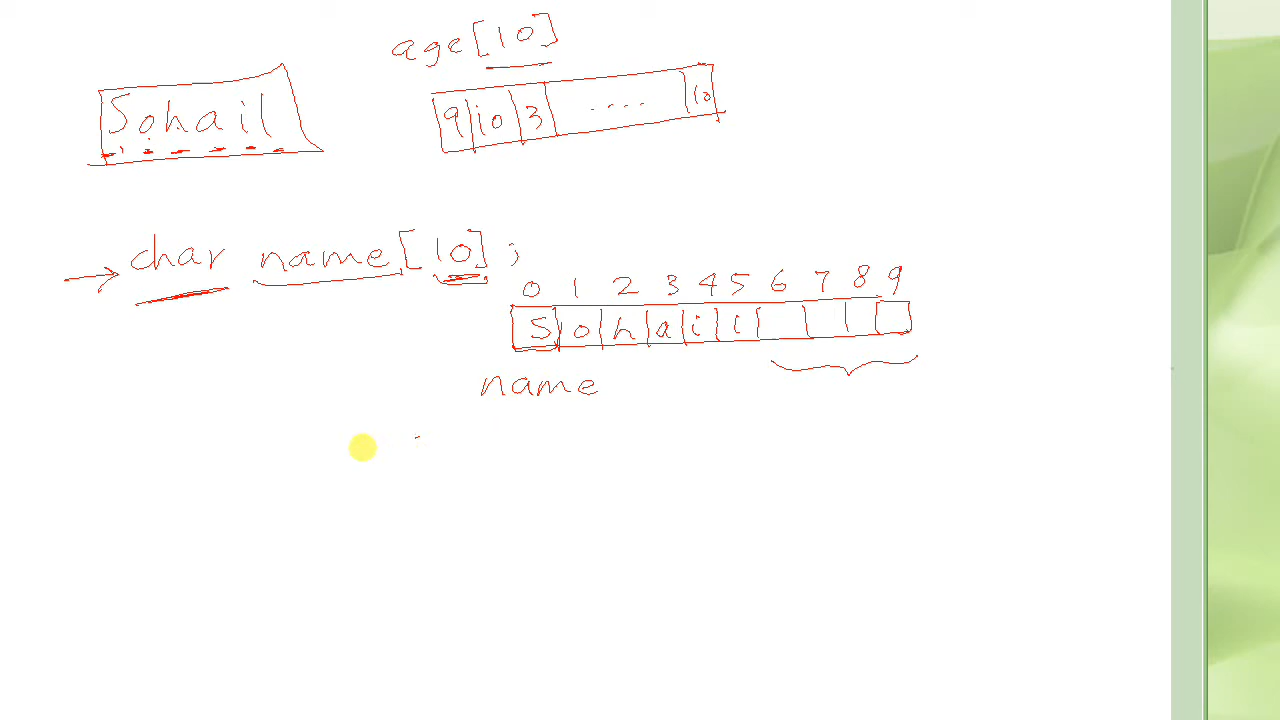 age[10]
Sohail
9 10 3 .... 10
char name[10];
0 1 2 3 4 5 6 7 8 9
S o h a i l
name